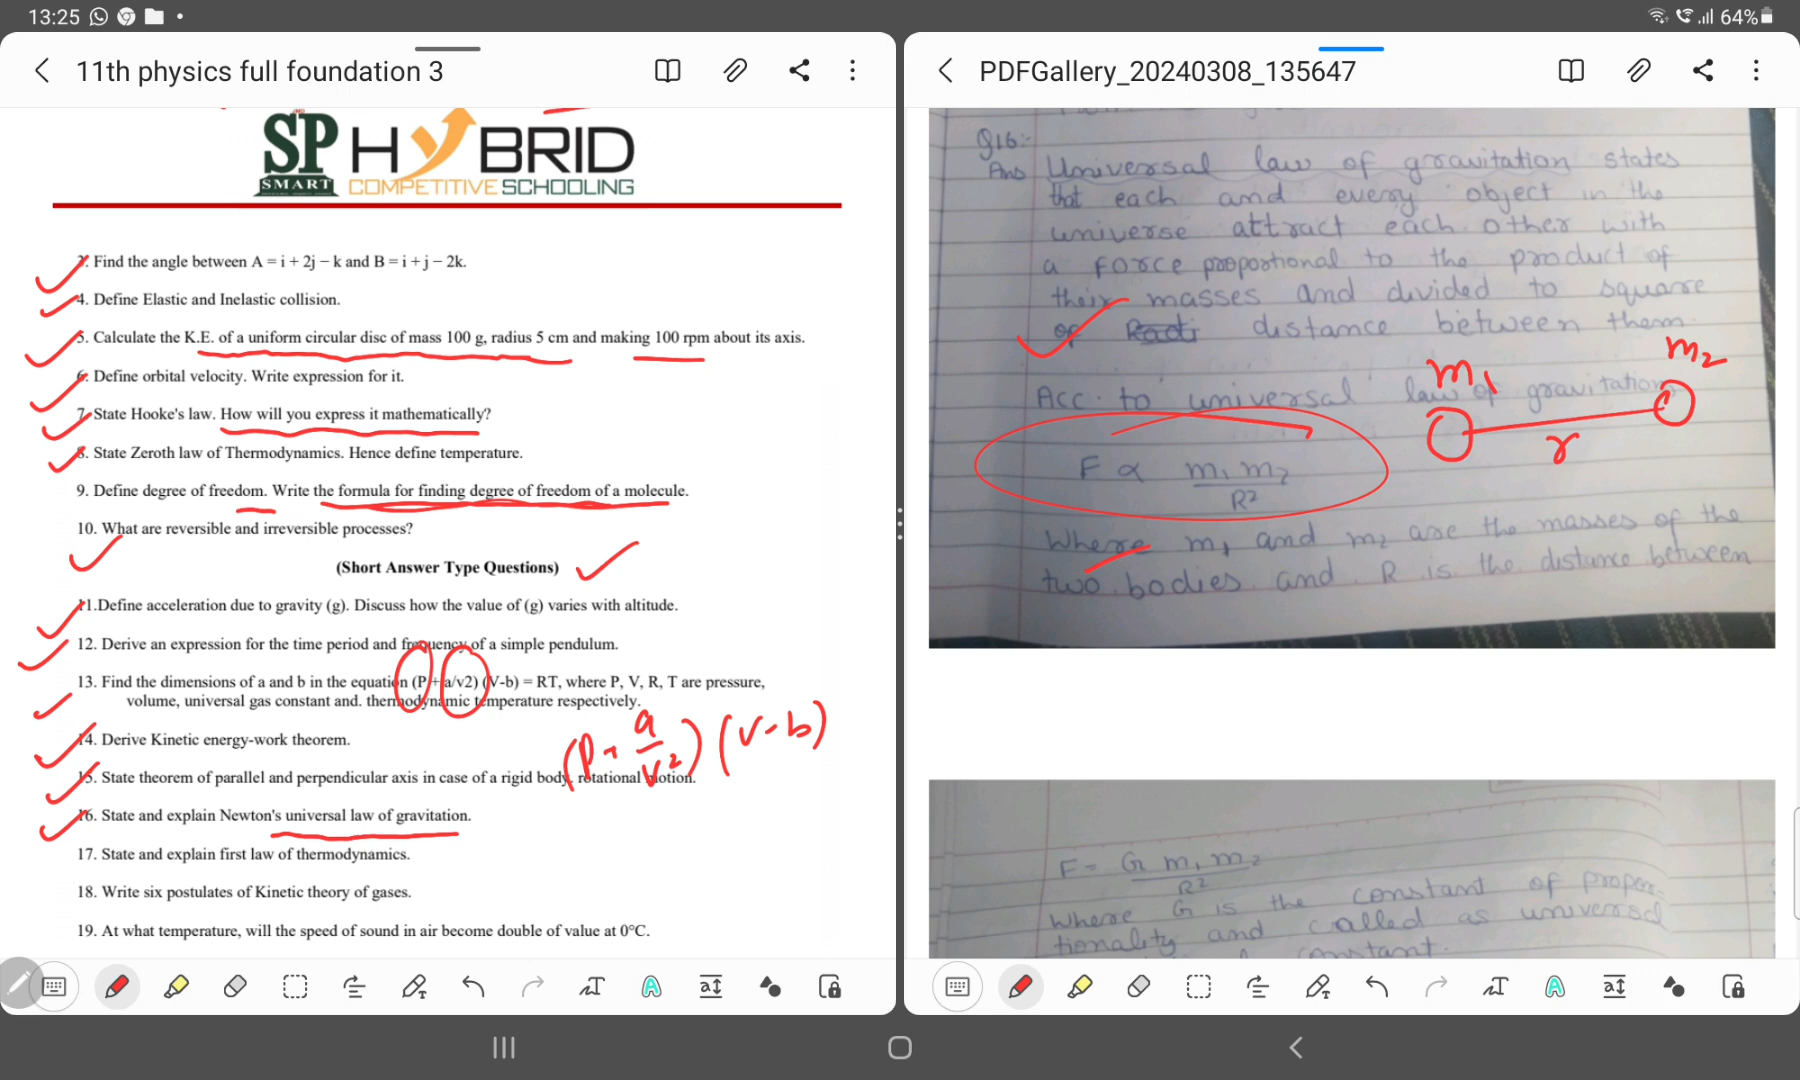 13:25
64%
11th physics full foundation 3
SP HYBRID
SMART COMPETITIVE SCHOOLING
3. Find the angle between A = i + 2j – k and B = i + j – 2k.
4. Define Elastic and Inelastic collision.
5. Calculate the K.E. of a uniform circular disc of mass 100 g, radius 5 cm and making 100 rpm about its axis.
6. Define orbital velocity. Write expression for it.
7. State Hooke's law. How will you express it mathematically?
8. State Zeroth law of Thermodynamics. Hence define temperature.
9. Define degree of freedom. Write the formula for finding degree of freedom of a molecule.
10. What are reversible and irreversible processes?
(Short Answer Type Questions)
11.Define acceleration due to gravity (g). Discuss how the value of (g) varies with altitude.
12. Derive an expression for the time period and frequency of a simple pendulum.
13. Find the dimensions of a and b in the equation (P + a/v2) (V-b) = RT, where P, V, R, T are pressure,
volume, universal gas constant and. thermodynamic temperature respectively.
(P + a/v²) (V-b)
14. Derive Kinetic energy-work theorem.
15. State theorem of parallel and perpendicular axis in case of a rigid body, rotational motion.
16. State and explain Newton's universal law of gravitation.
17. State and explain first law of thermodynamics.
18. Write six postulates of Kinetic theory of gases.
19. At what temperature, will the speed of sound in air become double of value at 0°C.
PDFGallery_20240308_135647
Q16:-
Ans Universal law of gravitation states
that each and every object in the
universe attract each other with
a force propostional to the product of
their masses and divided to square
of distance between them.
m1 m2
r
Acc. to universal law of gravitation
F ∝ m1 m2
R²
Where m1 and m2 are the masses of the
two bodies and R is the distance between
F = G m1 m2
R²
Where G is the constant of propor-
tionality and called as universal
constant.